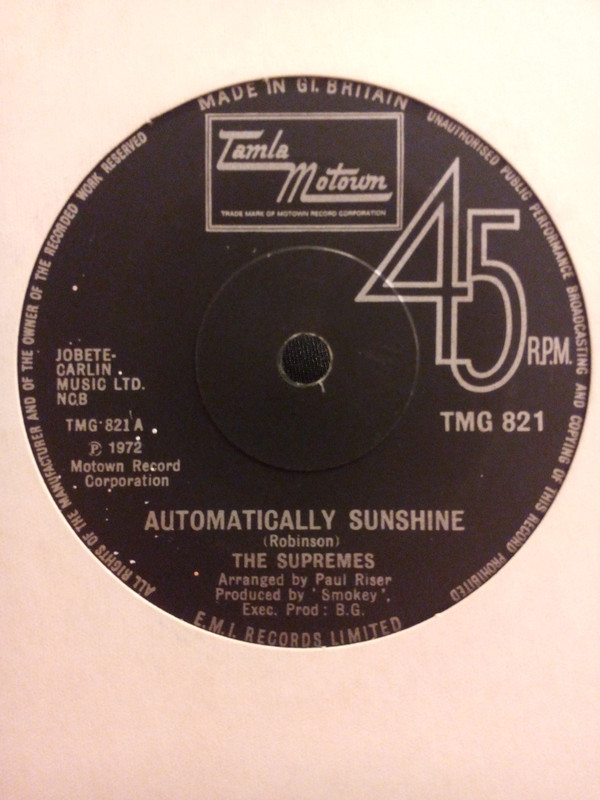 MADE IN GT. BRITAIN
Tamla
Motown
TRADE MARK OF MOTOWN RECORD CORPORATION
UNAUTHORISED PUBLIC PERFORMANCE BROADCASTING AND COPYING OF THIS RECORD PROHIBITED
45
R.P.M.
TMG 821
JOBETE-
CARLIN
MUSIC LTD.
NCB
TMG 821 A
℗ 1972
Motown Record
Corporation
AUTOMATICALLY SUNSHINE
(Robinson)
THE SUPREMES
Arranged by Paul Riser
Produced by 'Smokey',
Exec. Prod : B.G.
E.M.I. RECORDS LIMITED
ALL RIGHTS OF THE MANUFACTURER AND OF THE OWNER OF THE RECORDED WORK RESERVED